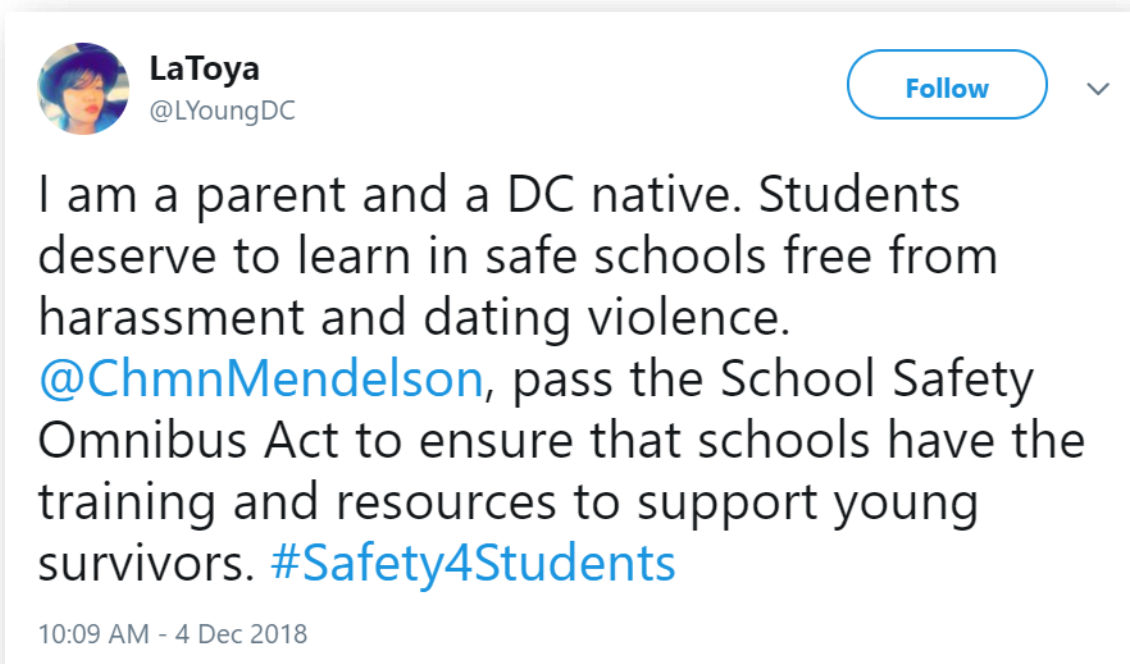 LaToya
@LYoungDC
Follow
I am a parent and a DC native. Students
deserve to learn in safe schools free from
harassment and dating violence.
@ChmnMendelson, pass the School Safety
Omnibus Act to ensure that schools have the
training and resources to support young
survivors. #Safety4Students
10:09 AM - 4 Dec 2018